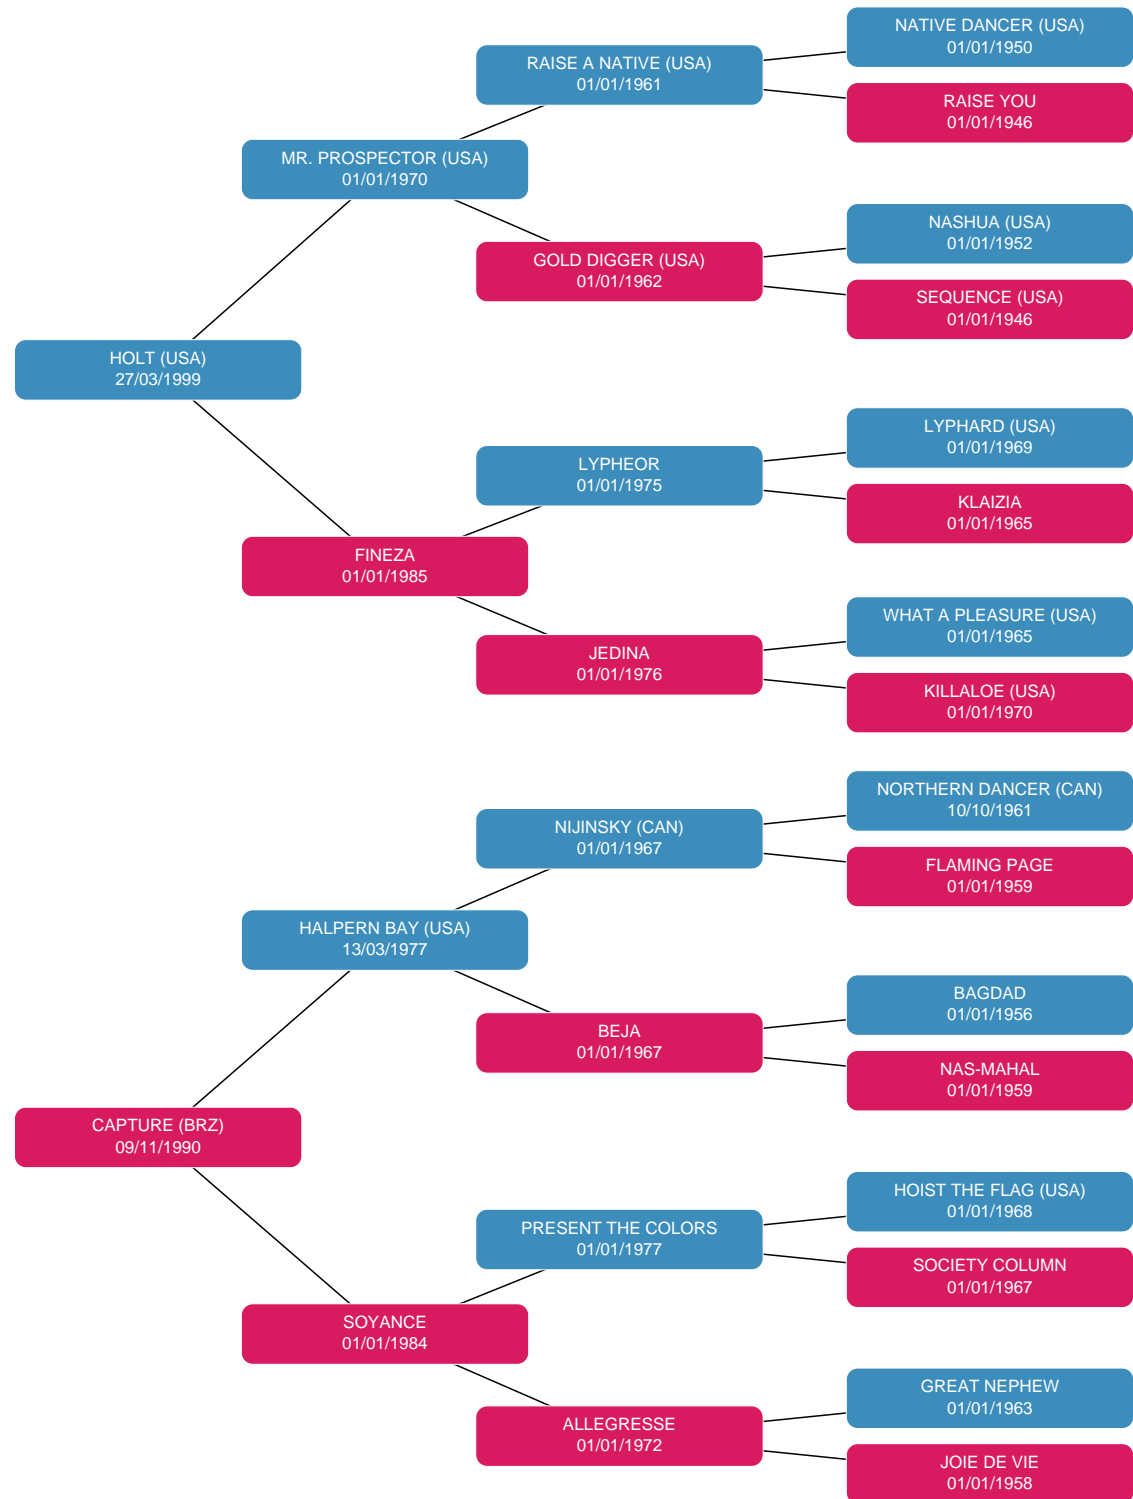 NATIVE DANCER (USA)
01/01/1950
RAISE A NATIVE (USA)
01/01/1961
RAISE YOU
01/01/1946
MR. PROSPECTOR (USA)
01/01/1970
NASHUA (USA)
01/01/1952
GOLD DIGGER (USA)
01/01/1962
SEQUENCE (USA)
01/01/1946
HOLT (USA)
27/03/1999
LYPHARD (USA)
01/01/1969
LYPHEOR
01/01/1975
KLAIZIA
01/01/1965
FINEZA
01/01/1985
WHAT A PLEASURE (USA)
01/01/1965
JEDINA
01/01/1976
KILLALOE (USA)
01/01/1970
NORTHERN DANCER (CAN)
10/10/1961
NIJINSKY (CAN)
01/01/1967
FLAMING PAGE
01/01/1959
HALPERN BAY (USA)
13/03/1977
BAGDAD
01/01/1956
BEJA
01/01/1967
NAS-MAHAL
01/01/1959
CAPTURE (BRZ)
09/11/1990
HOIST THE FLAG (USA)
01/01/1968
PRESENT THE COLORS
01/01/1977
SOCIETY COLUMN
01/01/1967
SOYANCE
01/01/1984
GREAT NEPHEW
01/01/1963
ALLEGRESSE
01/01/1972
JOIE DE VIE
01/01/1958